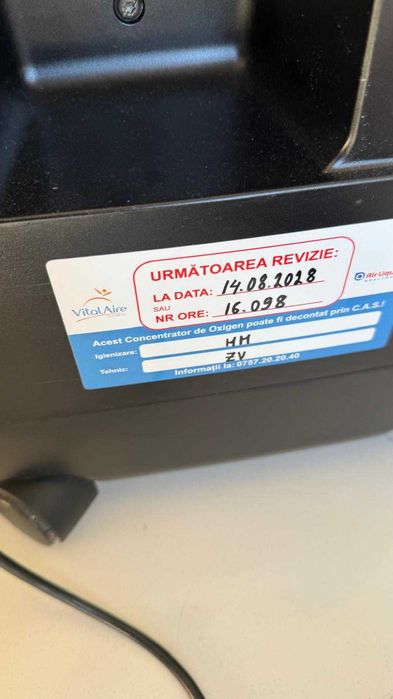 URMĂTOAREA REVIZIE:
LA DATA: 14.08.2028
SAU
NR ORE: 16.098
VitalAire
Air Liqu
Acest Concentrator de Oxigen poate fi decontat prin C.A.S.!
Igienizare: HM
Tehnic: ZV
Informații la: 0757.20.20.40